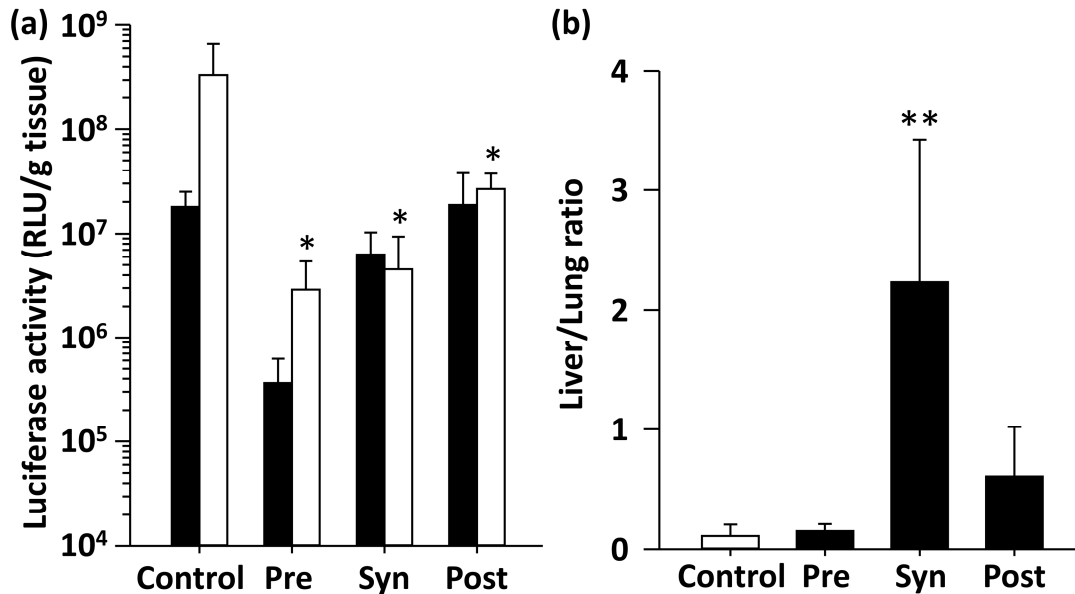 (a)
Luciferase activity (RLU/g tissue)
10⁹
10⁸
10⁷
10⁶
10⁵
10⁴
*
*
*
Control Pre Syn Post
(b)
Liver/Lung ratio
4
3
2
1
0
**
Control Pre Syn Post